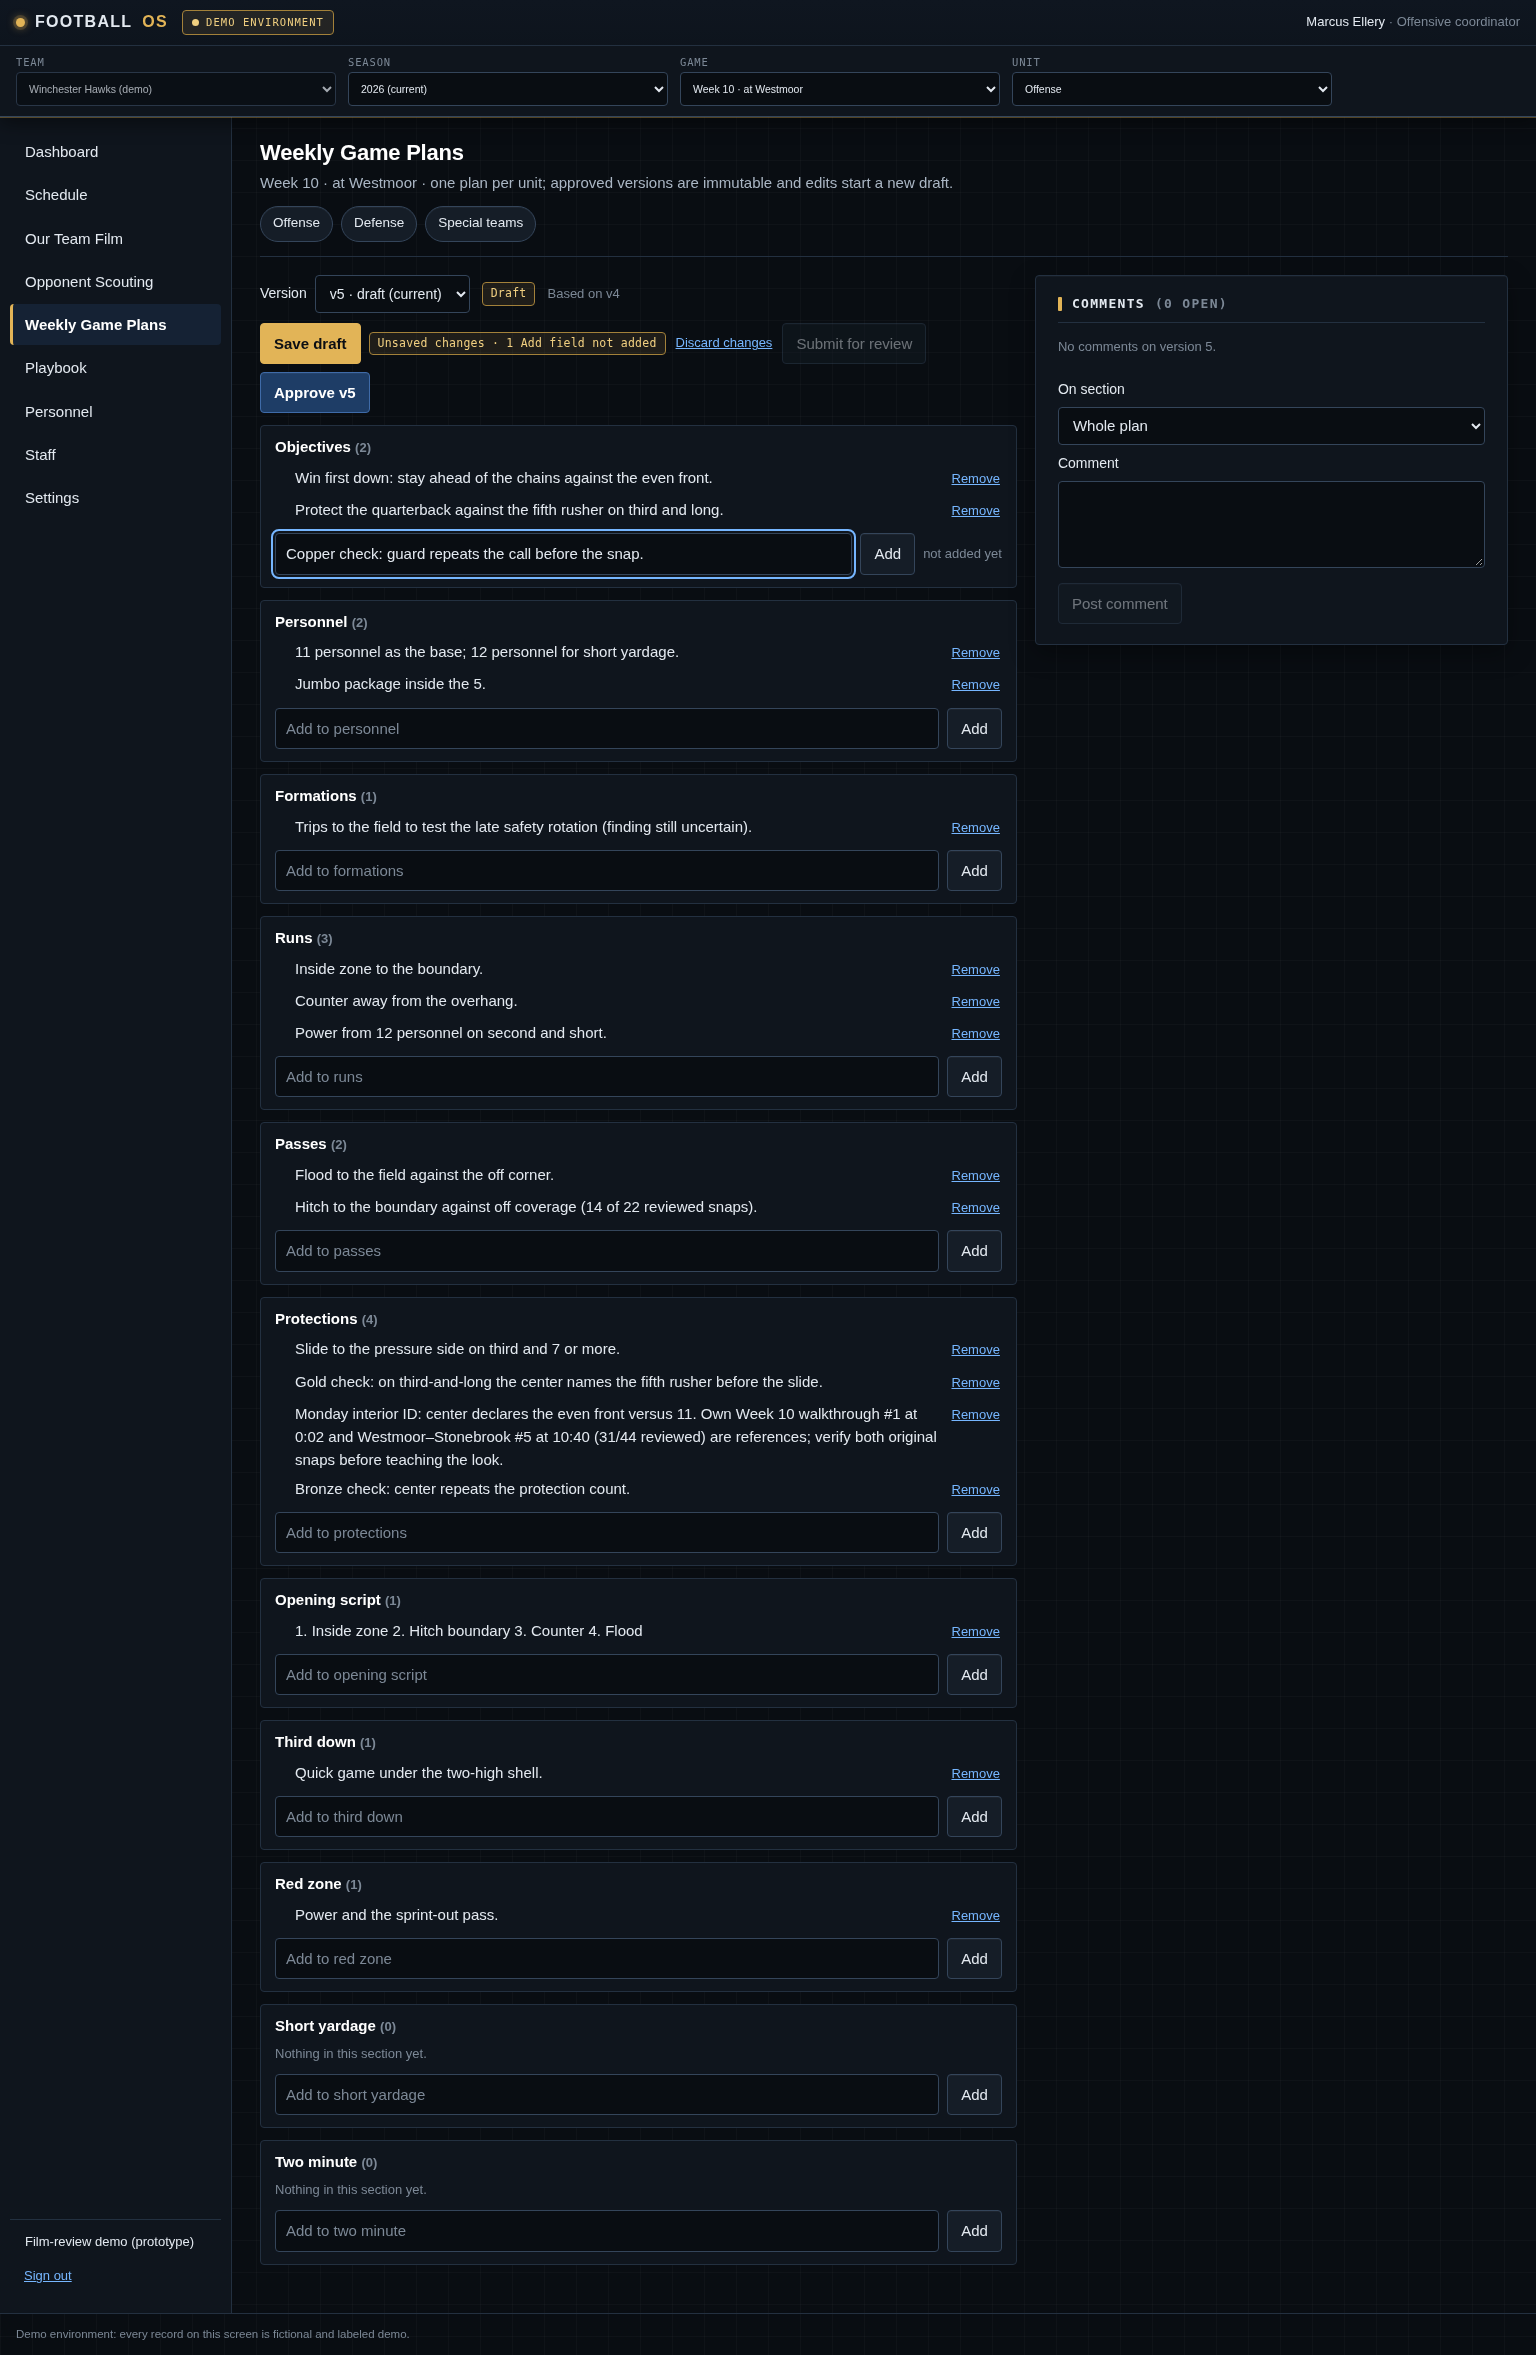 FOOTBALL OS
DEMO ENVIRONMENT
Marcus Ellery · Offensive coordinator
TEAM
SEASON
GAME
UNIT
Winchester Hawks (demo)
2026 (current)
Week 10 · at Westmoor
Offense
Dashboard
Schedule
Our Team Film
Opponent Scouting
Weekly Game Plans
Playbook
Personnel
Staff
Settings
Film-review demo (prototype)
Sign out
Weekly Game Plans
Week 10 · at Westmoor · one plan per unit; approved versions are immutable and edits start a new draft.
Offense
Defense
Special teams
Version
v5 · draft (current)
Draft
Based on v4
Save draft
Unsaved changes · 1 Add field not added
Discard changes
Submit for review
Approve v5
Objectives (2)
Win first down: stay ahead of the chains against the even front.
Remove
Protect the quarterback against the fifth rusher on third and long.
Remove
Copper check: guard repeats the call before the snap.
Add
not added yet
Personnel (2)
11 personnel as the base; 12 personnel for short yardage.
Remove
Jumbo package inside the 5.
Remove
Add to personnel
Add
Formations (1)
Trips to the field to test the late safety rotation (finding still uncertain).
Remove
Add to formations
Add
Runs (3)
Inside zone to the boundary.
Remove
Counter away from the overhang.
Remove
Power from 12 personnel on second and short.
Remove
Add to runs
Add
Passes (2)
Flood to the field against the off corner.
Remove
Hitch to the boundary against off coverage (14 of 22 reviewed snaps).
Remove
Add to passes
Add
Protections (4)
Slide to the pressure side on third and 7 or more.
Remove
Gold check: on third-and-long the center names the fifth rusher before the slide.
Remove
Monday interior ID: center declares the even front versus 11. Own Week 10 walkthrough #1 at
0:02 and Westmoor–Stonebrook #5 at 10:40 (31/44 reviewed) are references; verify both original
snaps before teaching the look.
Remove
Bronze check: center repeats the protection count.
Remove
Add to protections
Add
Opening script (1)
1. Inside zone 2. Hitch boundary 3. Counter 4. Flood
Remove
Add to opening script
Add
Third down (1)
Quick game under the two-high shell.
Remove
Add to third down
Add
Red zone (1)
Power and the sprint-out pass.
Remove
Add to red zone
Add
Short yardage (0)
Nothing in this section yet.
Add to short yardage
Add
Two minute (0)
Nothing in this section yet.
Add to two minute
Add
COMMENTS (0 OPEN)
No comments on version 5.
On section
Whole plan
Comment
Post comment
Demo environment: every record on this screen is fictional and labeled demo.